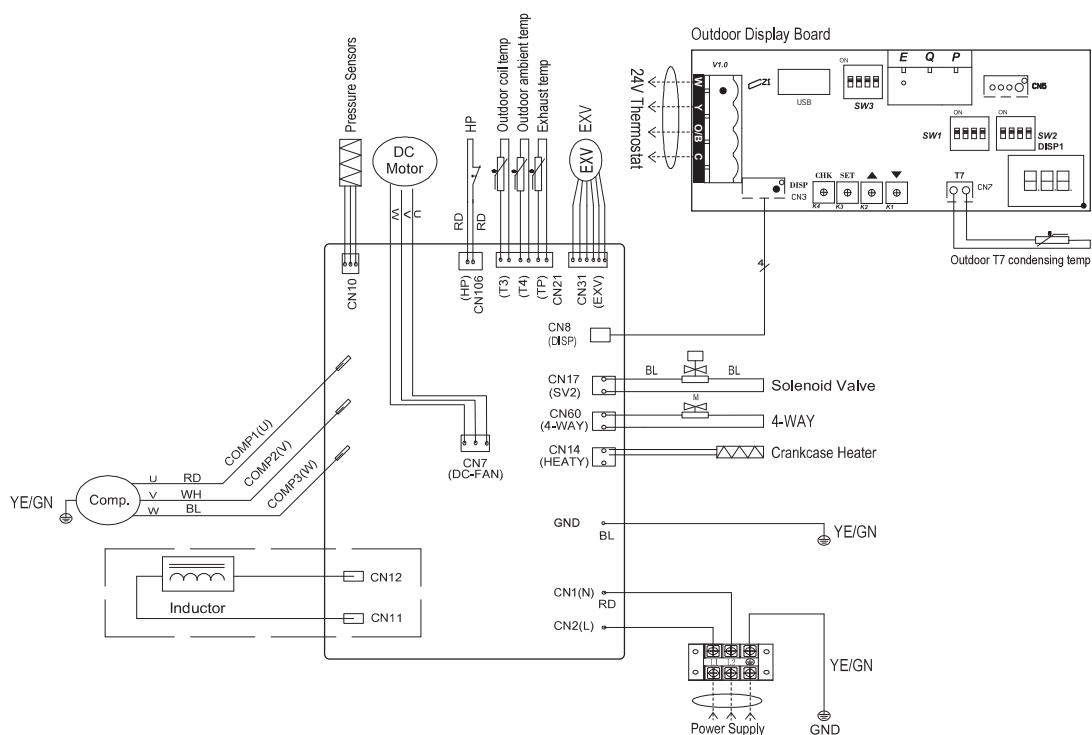 Outdoor Display Board
V1.0
ZI
USB
ON
SW3
E Q P
CN5
ON
SW1
ON
SW2
DISP1
24V Thermostat
W
Y
O/B
C
DISP
CN3
CHK SET ▲ ▼
K4 K3 K2 K1
T7
CN7
Outdoor T7 condensing temp
4
Pressure Sensors
DC
Motor
W
V
U
HP
RD
RD
Outdoor coil temp
Outdoor ambient temp
Exhaust temp
EXV
EXV
CN10
(HP)
CN106
(T3)
(T4)
(TP)
CN21
CN31
(EXV)
CN8
(DISP)
CN17
(SV2)
BL
BL
Solenoid Valve
CN60
(4-WAY)
M
4-WAY
CN14
(HEATY)
Crankcase Heater
CN7
(DC-FAN)
COMP1(U)
COMP2(V)
COMP3(W)
YE/GN
Comp.
U RD
V WH
W BL
GND
BL
YE/GN
Inductor
CN12
CN11
CN1(N)
RD
CN2(L)
L1 L2
YE/GN
Power Supply
GND